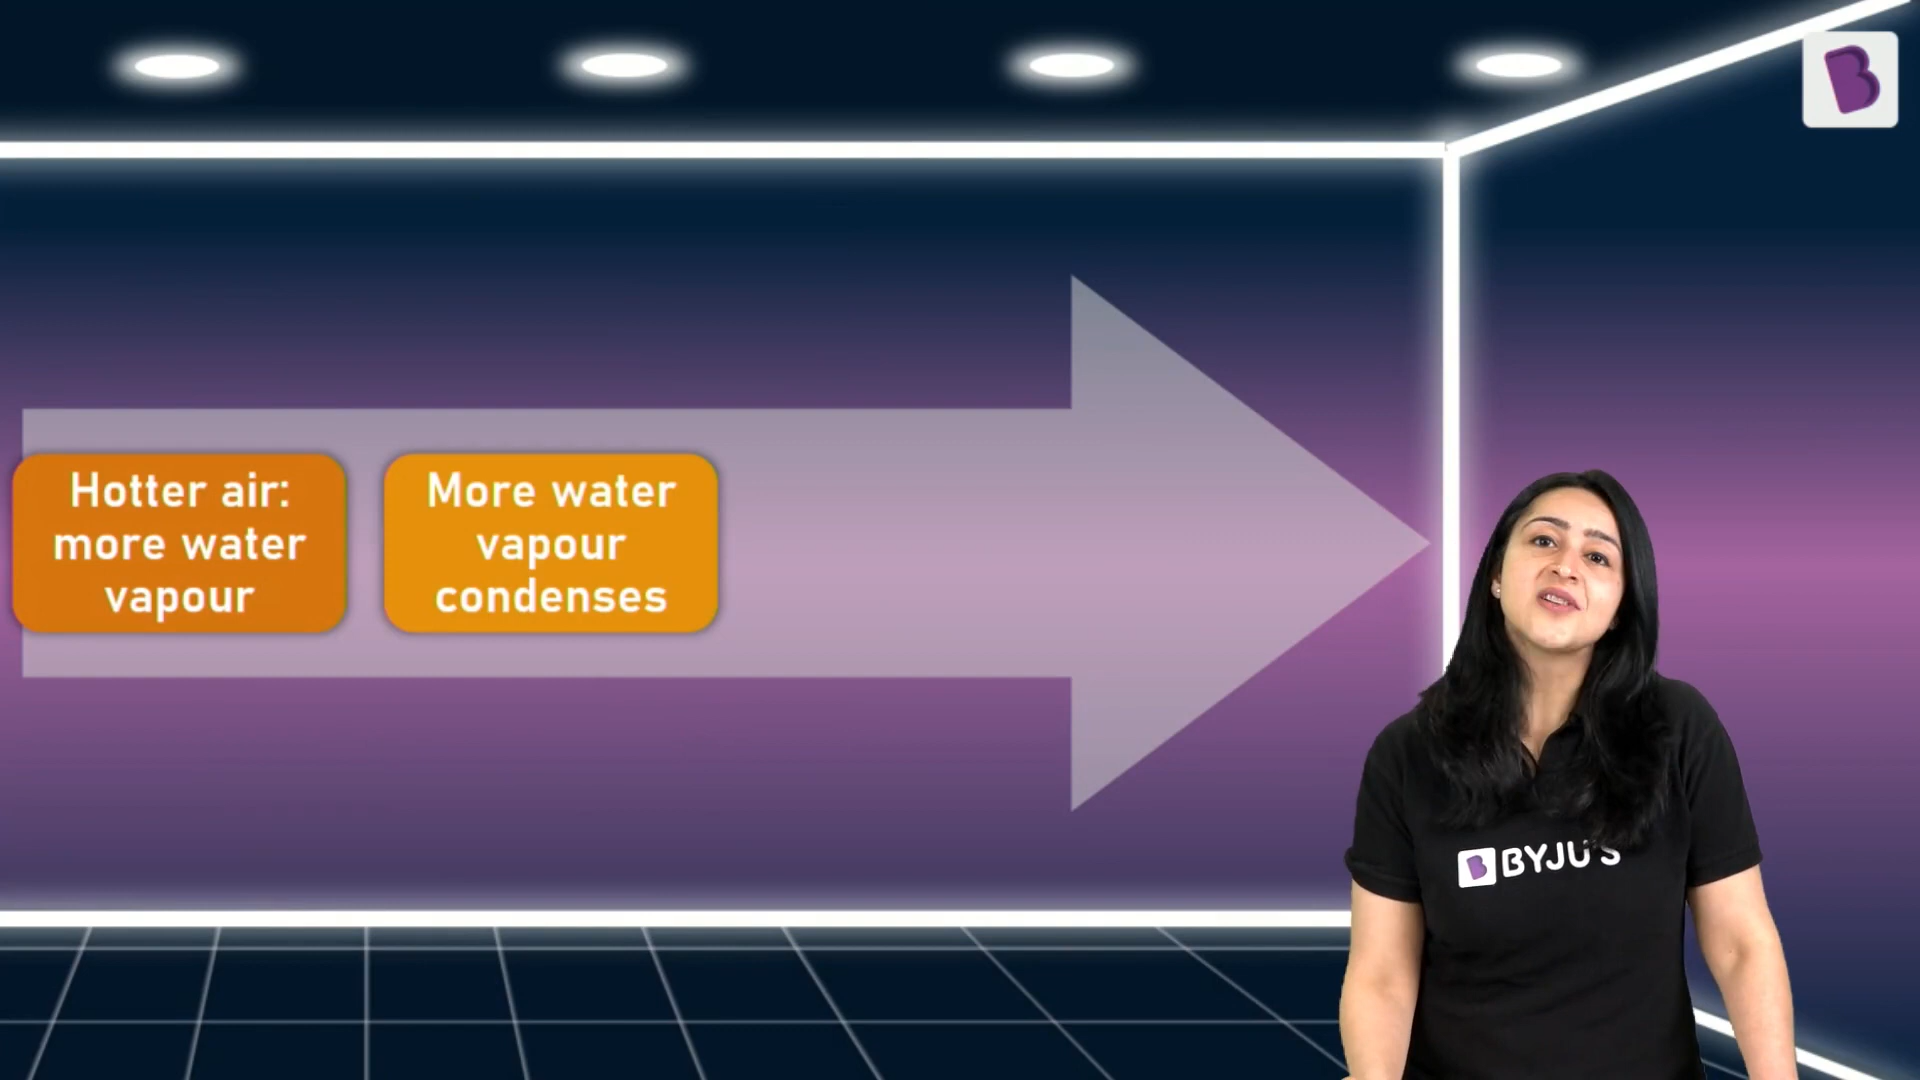 Hotter air:
more water
vapour
More water
vapour
condenses
BYJU'S